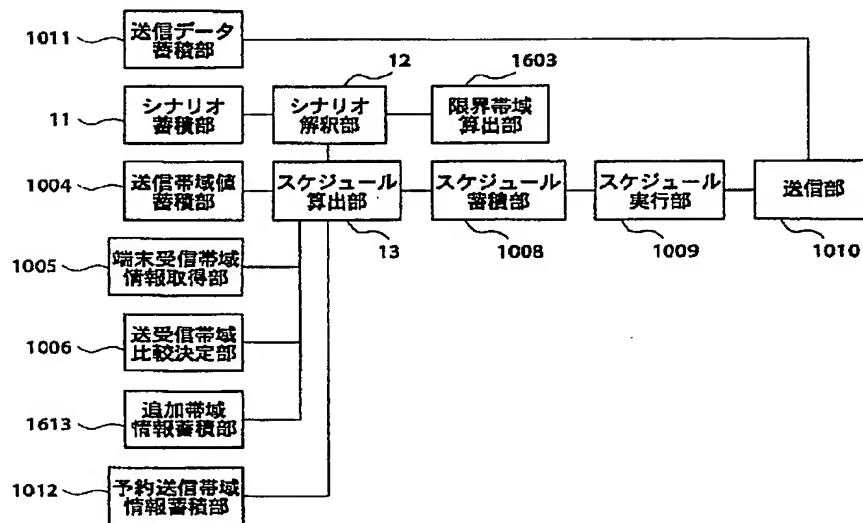 1011
送信データ
蓄積部
12
1603
11
シナリオ
蓄積部
シナリオ
解釈部
限界帯域
算出部
1004
送信帯域値
蓄積部
スケジュール
算出部
スケジュール
蓄積部
スケジュール
実行部
送信部
13
1008
1009
1010
1005
端末受信帯域
情報取得部
1006
送受信帯域
比較決定部
1613
追加帯域
情報蓄積部
1012
予約送信帯域
情報蓄積部